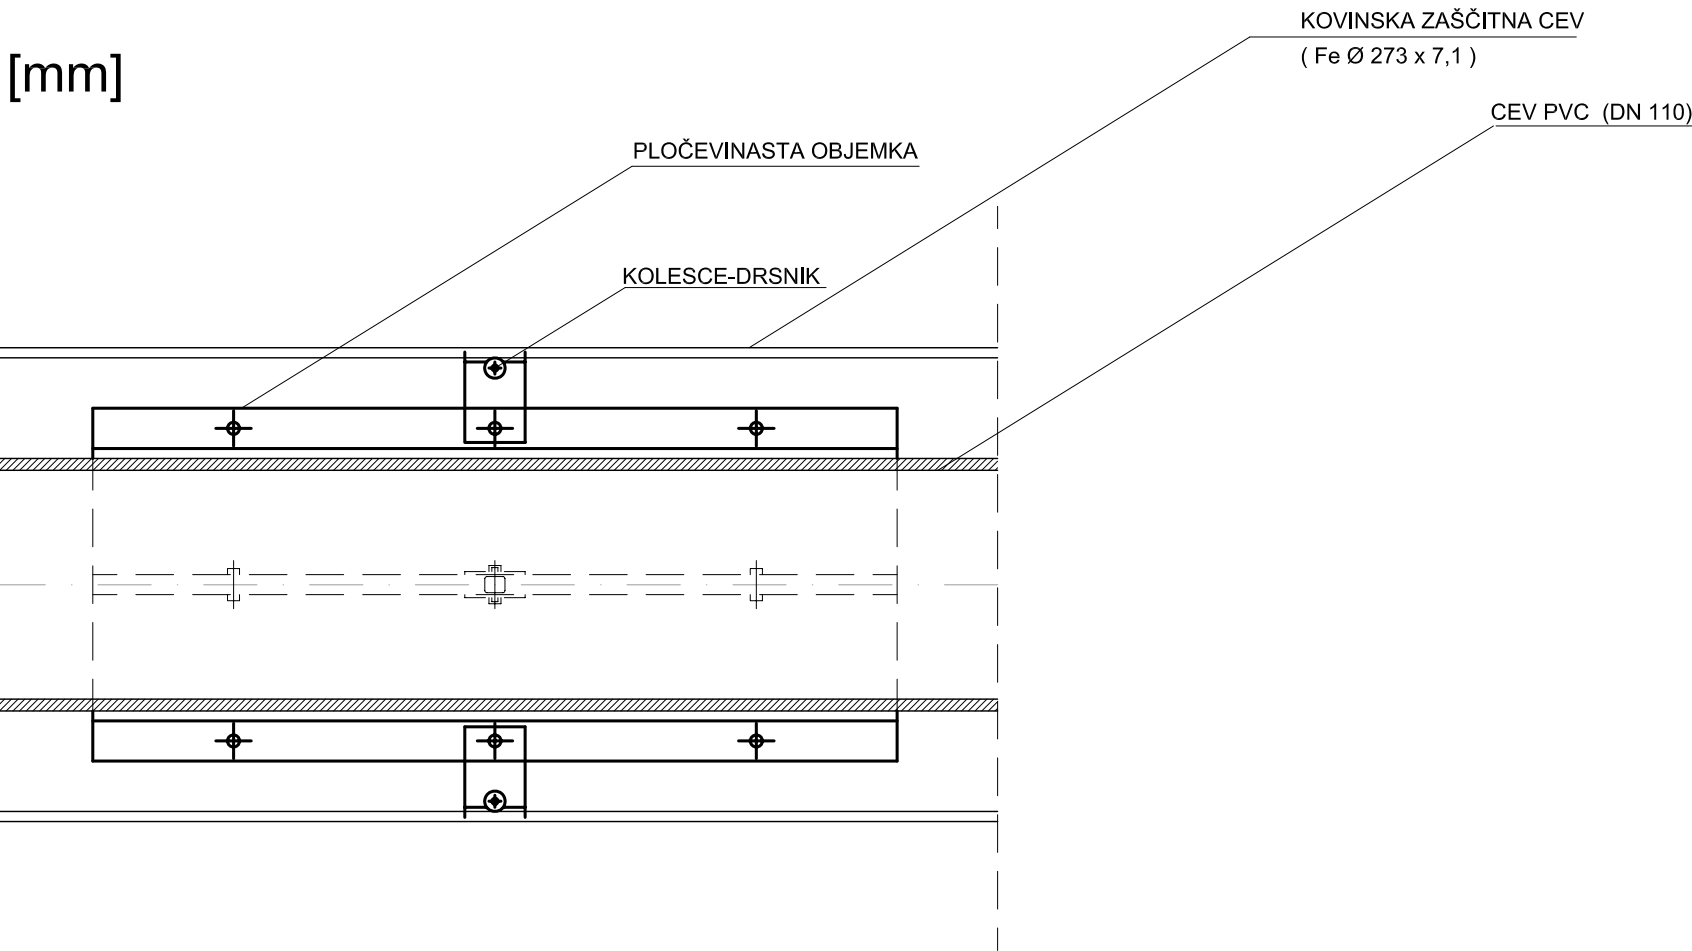 KOVINSKA ZAŠČITNA CEV
( Fe Ø 273 x 7,1 )
[mm]
CEV PVC (DN 110)
PLOČEVINASTA OBJEMKA
KOLESCE-DRSNIK